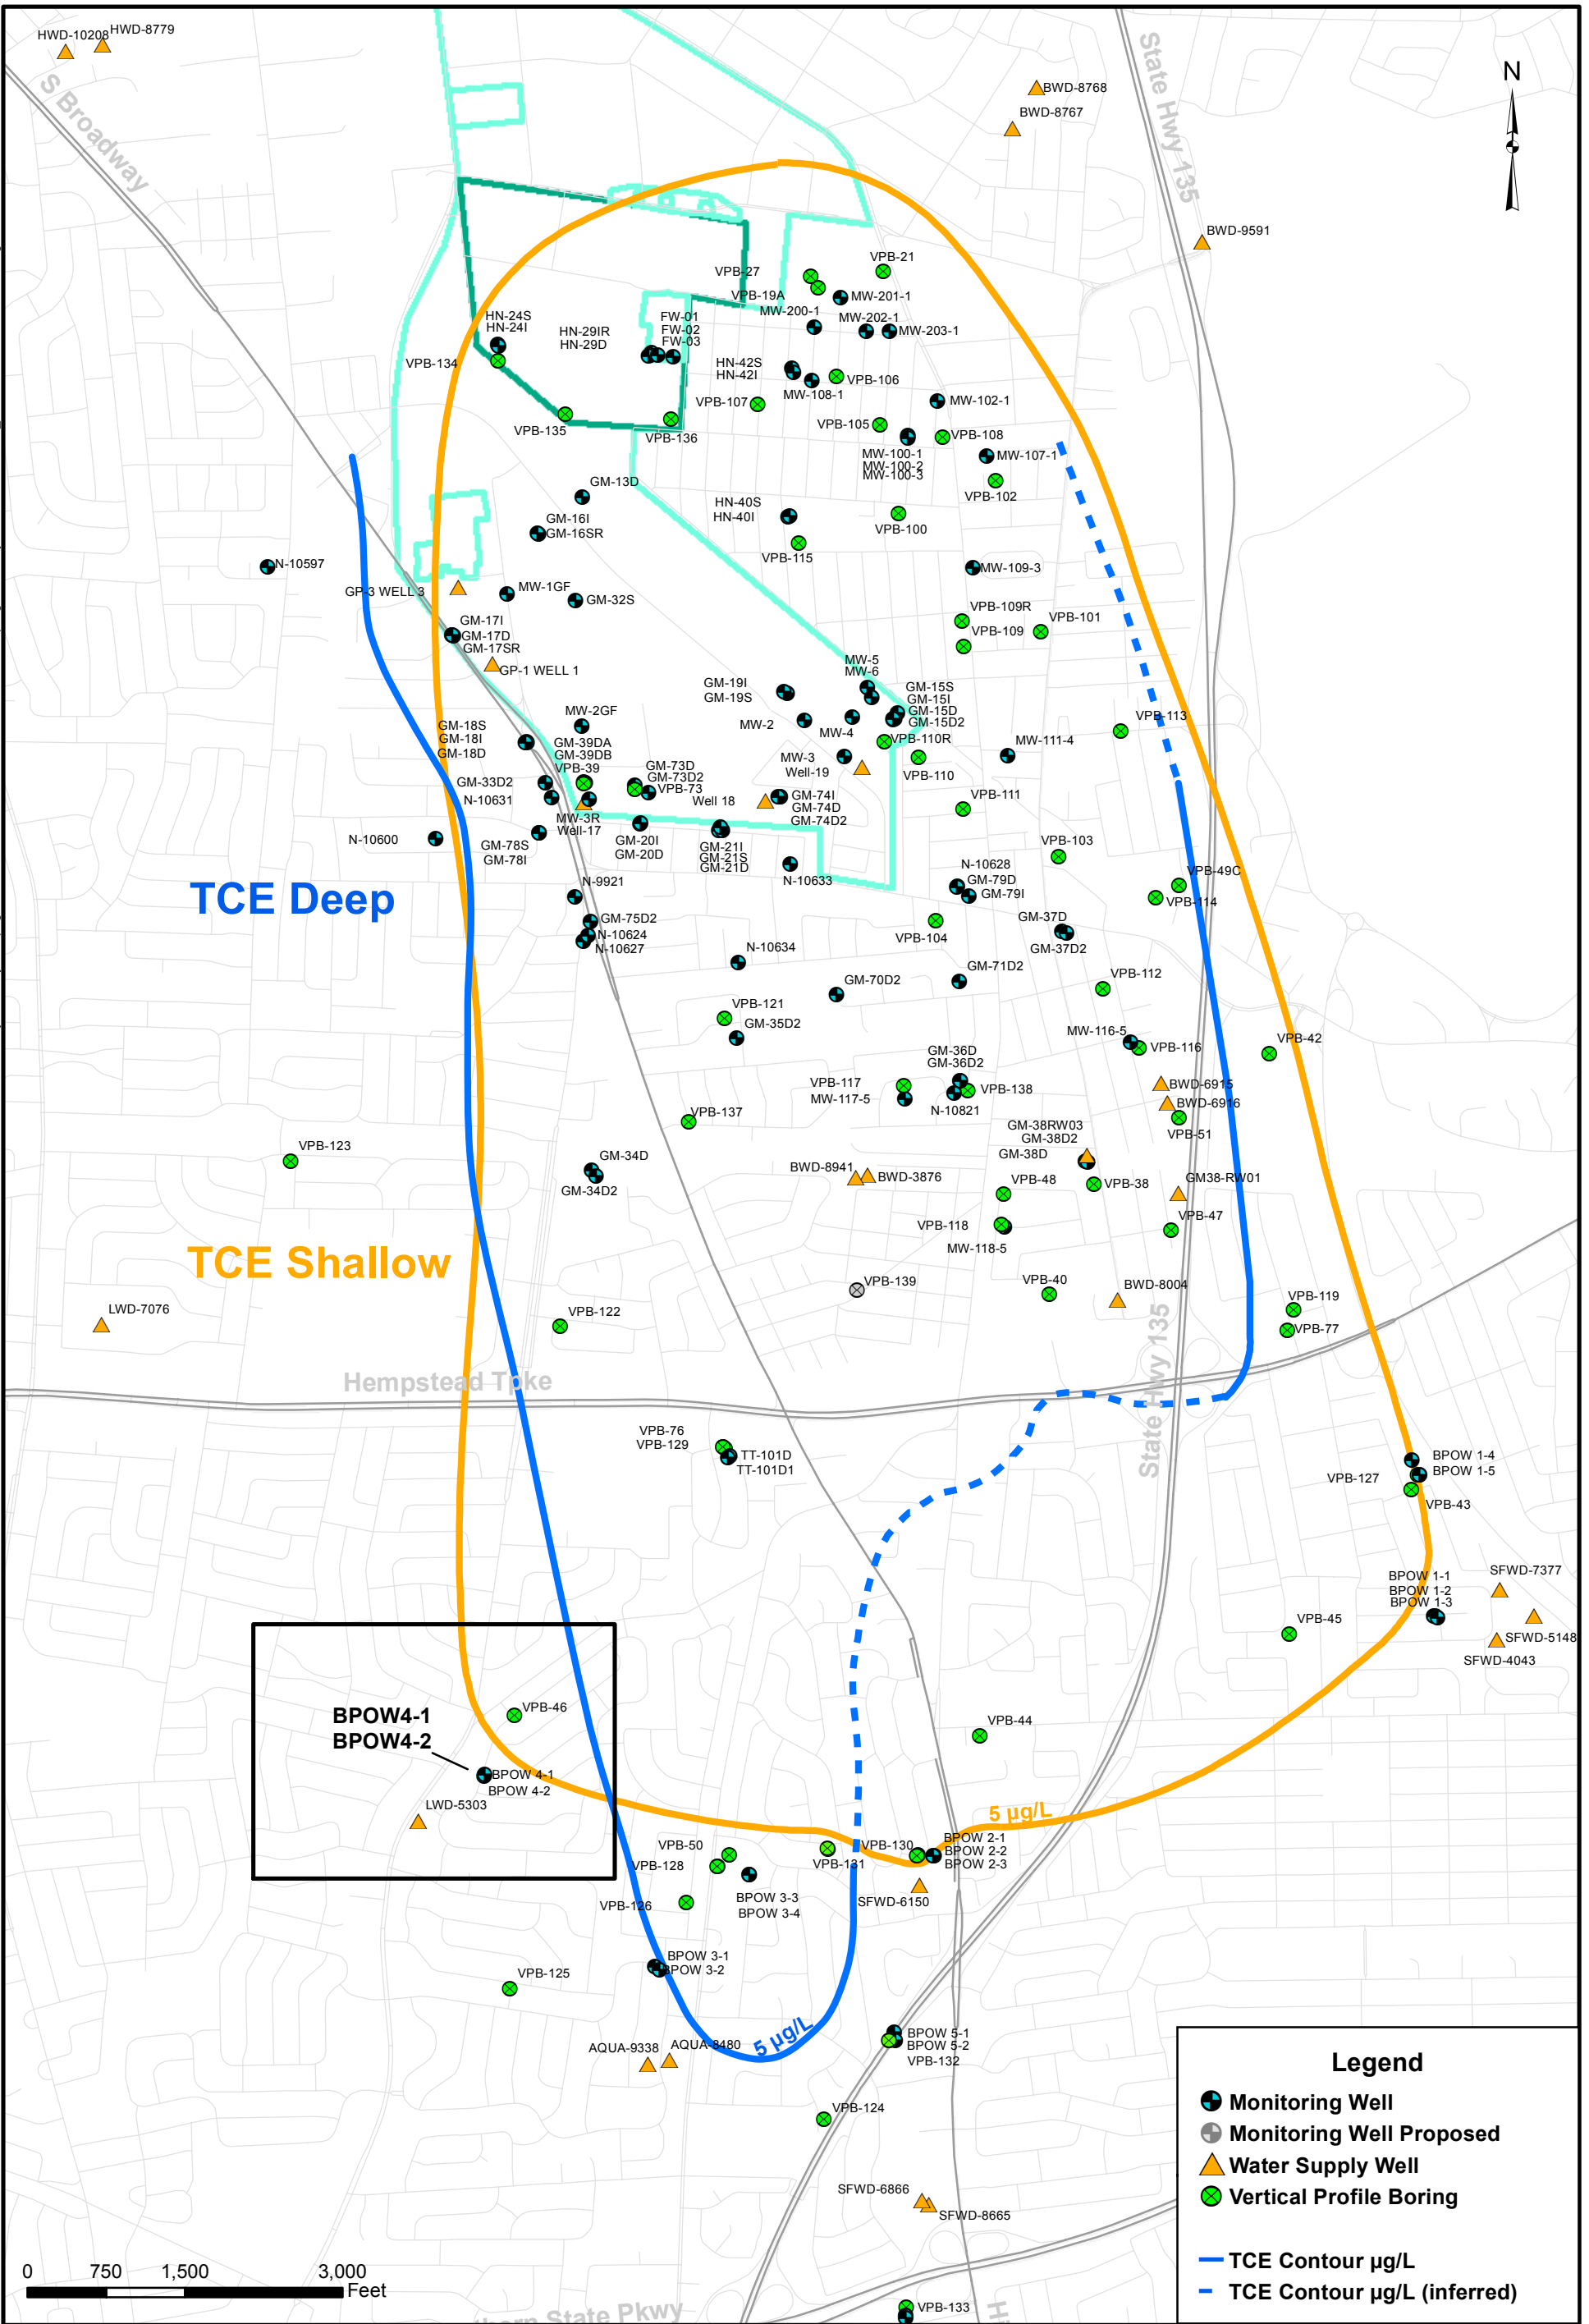 HWD-10208
HWD-8779
S Broadway
State Hwy 135
N
BWD-8768
BWD-8767
BWD-9591
VPB-21
VPB-27
VPB-19A
MW-201-1
MW-200-1
MW-202-1
MW-203-1
HN-24S
HN-24I
HN-29IR
HN-29D
FW-01
FW-02
FW-03
VPB-134
HN-42S
HN-42I
VPB-106
MW-108-1
VPB-107
MW-102-1
VPB-135
VPB-136
VPB-105
VPB-108
MW-100-1
MW-100-2
MW-100-3
MW-107-1
VPB-102
GM-13D
HN-40S
HN-40I
VPB-100
GM-16I
GM-16SR
VPB-115
N-10597
MW-109-3
GP-3 WELL 3
MW-1GF
GM-32S
VPB-109R
VPB-101
VPB-109
GM-17I
GM-17D
GM-17SR
GP-1 WELL 1
MW-5
MW-6
GM-19I
GM-19S
GM-15S
GM-15I
GM-15D
GM-15D2
MW-2
MW-4
VPB-113
MW-2GF
GM-18S
GM-18I
GM-18D
GM-39DA
GM-39DB
VPB-39
VPB-110R
MW-111-4
MW-3
Well-19
VPB-110
GM-73D
GM-73D2
VPB-73
GM-33D2
N-10631
Well 18
GM-74I
GM-74D
GM-74D2
VPB-111
MW-3R
Well-17
N-10600
GM-78S
GM-78I
GM-20I
GM-20D
GM-21I
GM-21S
GM-21D
N-10633
VPB-103
N-10628
GM-79D
GM-79I
VPB-49C
VPB-114
TCE Deep
N-9921
GM-75D2
N-10624
N-10627
VPB-104
GM-37D
GM-37D2
N-10634
GM-71D2
GM-70D2
VPB-112
VPB-121
GM-35D2
MW-116-5
VPB-116
VPB-42
GM-36D
GM-36D2
VPB-117
MW-117-5
VPB-138
N-10821
BWD-6915
BWD-6916
VPB-51
VPB-137
VPB-123
GM-38RW03
GM-38D2
GM-38D
GM-34D
GM-34D2
BWD-8941
BWD-3876
VPB-48
VPB-38
GM38-RW01
VPB-118
MW-118-5
VPB-47
TCE Shallow
VPB-139
VPB-40
BWD-8004
VPB-119
VPB-77
LWD-7076
VPB-122
State Hwy 135
Hempstead Tpke
VPB-76
VPB-129
TT-101D
TT-101D1
BPOW 1-4
BPOW 1-5
VPB-127
VPB-43
BPOW 1-1
BPOW 1-2
BPOW 1-3
SFWD-7377
SFWD-5148
SFWD-4043
VPB-45
BPOW4-1
BPOW4-2
VPB-46
VPB-44
BPOW 4-1
BPOW 4-2
LWD-5303
5 µg/L
VPB-50
VPB-128
VPB-131
VPB-130
BPOW 2-1
BPOW 2-2
BPOW 2-3
BPOW 3-3
BPOW 3-4
SFWD-6150
VPB-126
BPOW 3-1
BPOW 3-2
VPB-125
5 µg/L
AQUA-9338
AQUA-8480
BPOW 5-1
BPOW 5-2
VPB-132
VPB-124
SFWD-6866
SFWD-8665
VPB-133
State Pkwy
H
Legend
Monitoring Well
Monitoring Well Proposed
Water Supply Well
Vertical Profile Boring
TCE Contour µg/L
TCE Contour µg/L (inferred)
0 750 1,500 3,000
Feet